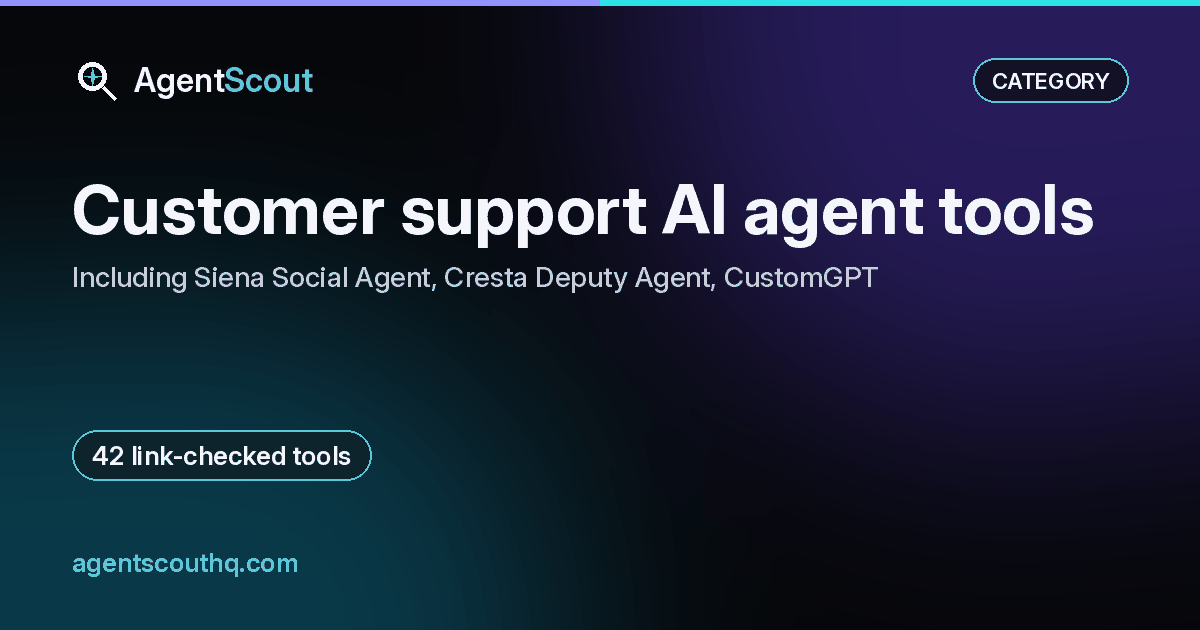 AgentScout
CATEGORY
Customer support AI agent tools
Including Siena Social Agent, Cresta Deputy Agent, CustomGPT
42 link-checked tools
agentscouthq.com